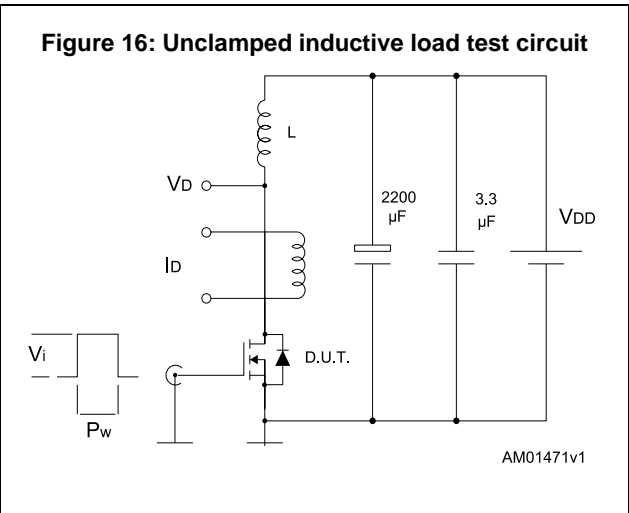 Figure 16: Unclamped inductive load test circuit
L
VD
2200
µF
3.3
µF
VDD
ID
Vi
D.U.T.
Pw
AM01471v1